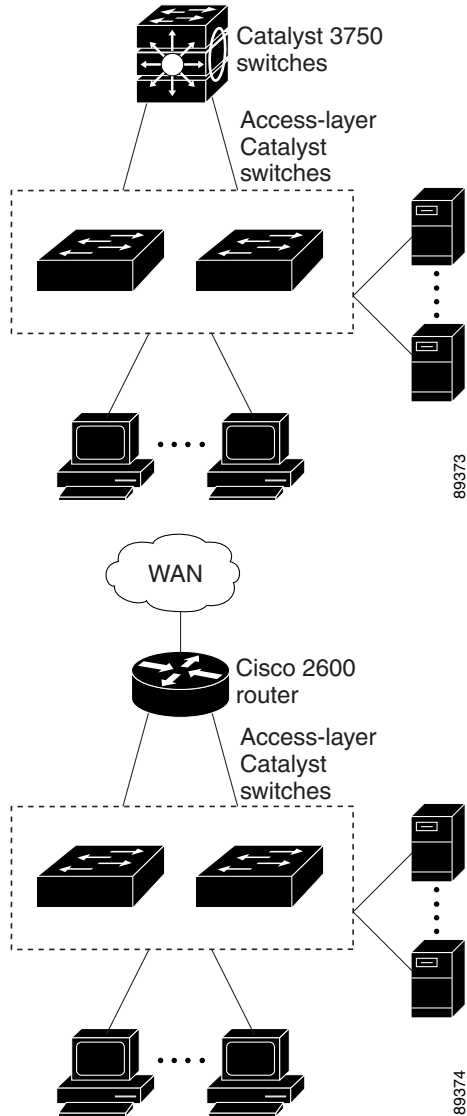 Catalyst 3750
switches
Access-layer
Catalyst
switches
89373
WAN
Cisco 2600
router
Access-layer
Catalyst
switches
89374